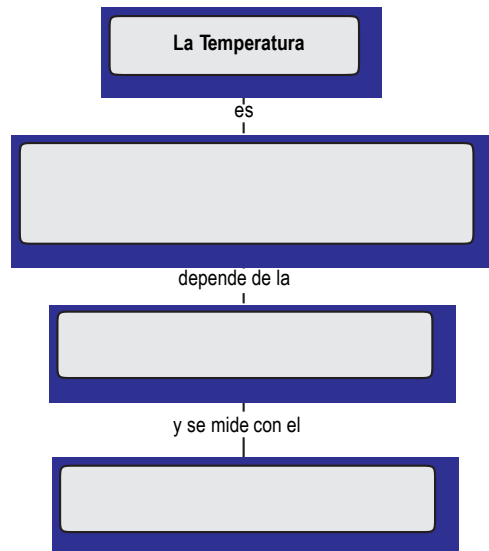 La Temperatura
es
depende de la
y se mide con el